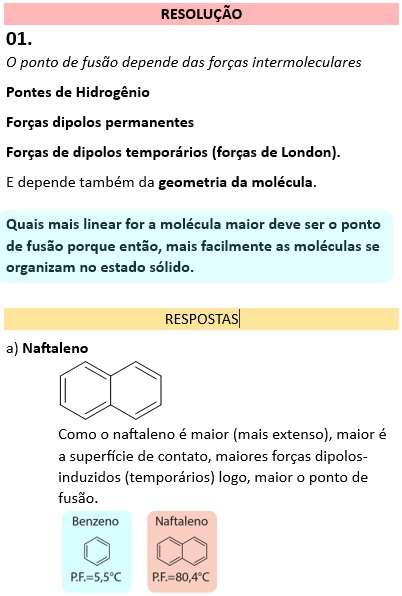 RESOLUÇÃO
01.
O ponto de fusão depende das forças intermoleculares
Pontes de Hidrogênio
Forças dipolos permanentes
Forças de dipolos temporários (forças de London).
E depende também da geometria da molécula.
Quais mais linear for a molécula maior deve ser o ponto
de fusão porque então, mais facilmente as moléculas se
organizam no estado sólido.
RESPOSTAS
a) Naftaleno
Como o naftaleno é maior (mais extenso), maior é
a superfície de contato, maiores forças dipolos-
induzidos (temporários) logo, maior o ponto de
fusão.
Benzeno
P.F.=5,5°C
Naftaleno
P.F.=80,4°C